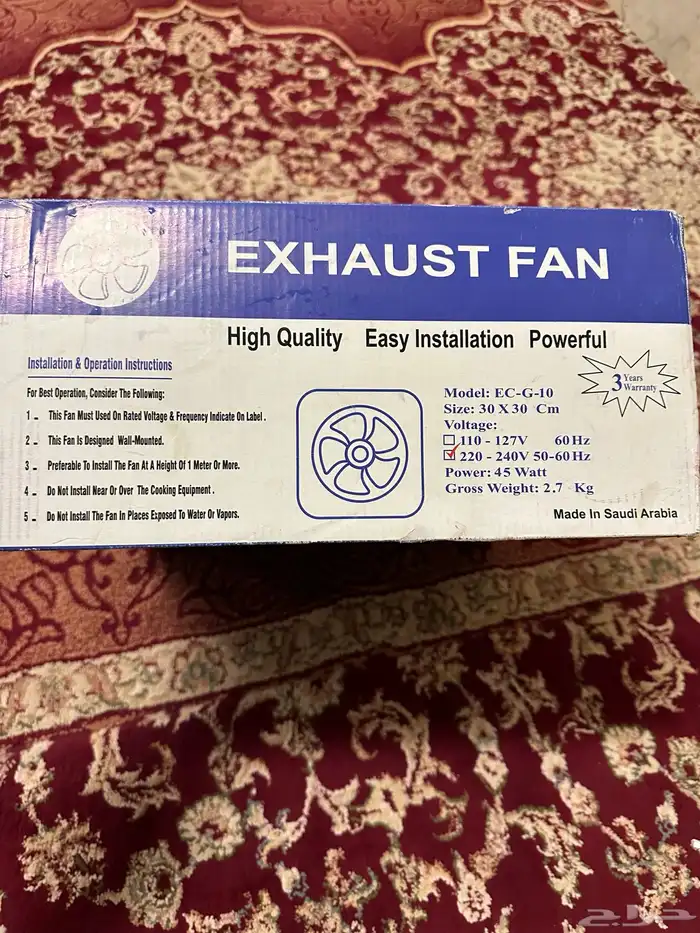 EXHAUST FAN
High Quality Easy Installation Powerful
Installation & Operation Instructions
For Best Operation, Consider The Following:
1 - This Fan Must Used On Rated Voltage & Frequency Indicate On Label .
2 - This Fan Is Designed Wall-Mounted.
3 - Preferable To Install The Fan At A Height Of 1 Meter Or More.
4 - Do Not Install Near Or Over The Cooking Equipment .
5 - Do Not Install The Fan In Places Exposed To Water Or Vapors.
Model: EC-G-10
Size: 30 X 30 Cm
Voltage:
110 - 127V 60 Hz
220 - 240V 50-60 Hz
Power: 45 Watt
Gross Weight: 2.7 Kg
3 Years
Warranty
Made In Saudi Arabia
حراج